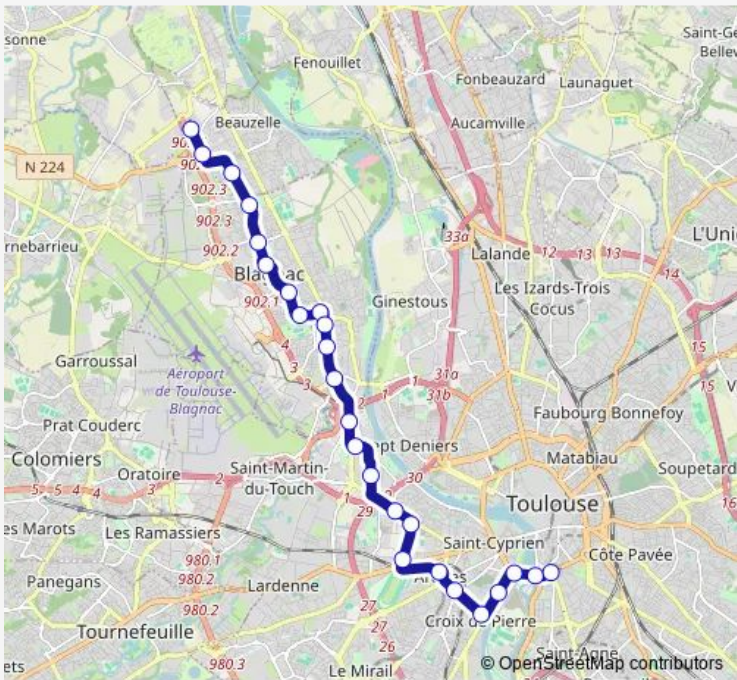 Saint-Ge
sonne
Bellev
Fenouillet
Fonbeauzard
Launaguet
Beauzelle
Aucamville
N 224
902.3
902.3
33a
L'Uni
rnebarrieu
902.2
Lalande
12
13
13
14
Blagnac
Les Izards-Trois
Cocus
902.1
Ginestous
4
15
Garroussal
Aéroport
de Toulouse-
Blagnac
3
3
31a
15
31b
2
1
1
Faubourg Bonnefoy
Prat Couderc
Colomiers
Sept Deniers
Matabiau
Oratoire
Saint-Martin-
du-Touch
Soupetard
5
5
4
4
3
2
30
16
1
29
Toulouse
es Marots
Les Ramassiers
Saint-Cyprien
Côte Pavée
980.1
Panegans
980.2
Lardenne
980.2
27
27
Croix de Pierre
Tournefeuille
26
Saint-Agne
980.3
ets
Le Mirail
© OpenStreetMap contributors